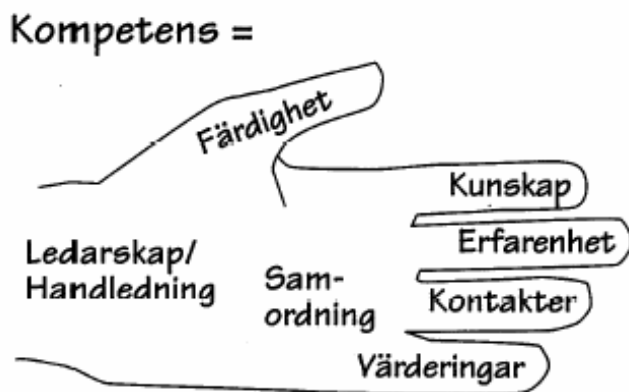 Kompetens =
Färdighet
Kunskap
Erfarenhet
Ledarskap/
Handledning
Sam-
ordning
Kontakter
Värderingar